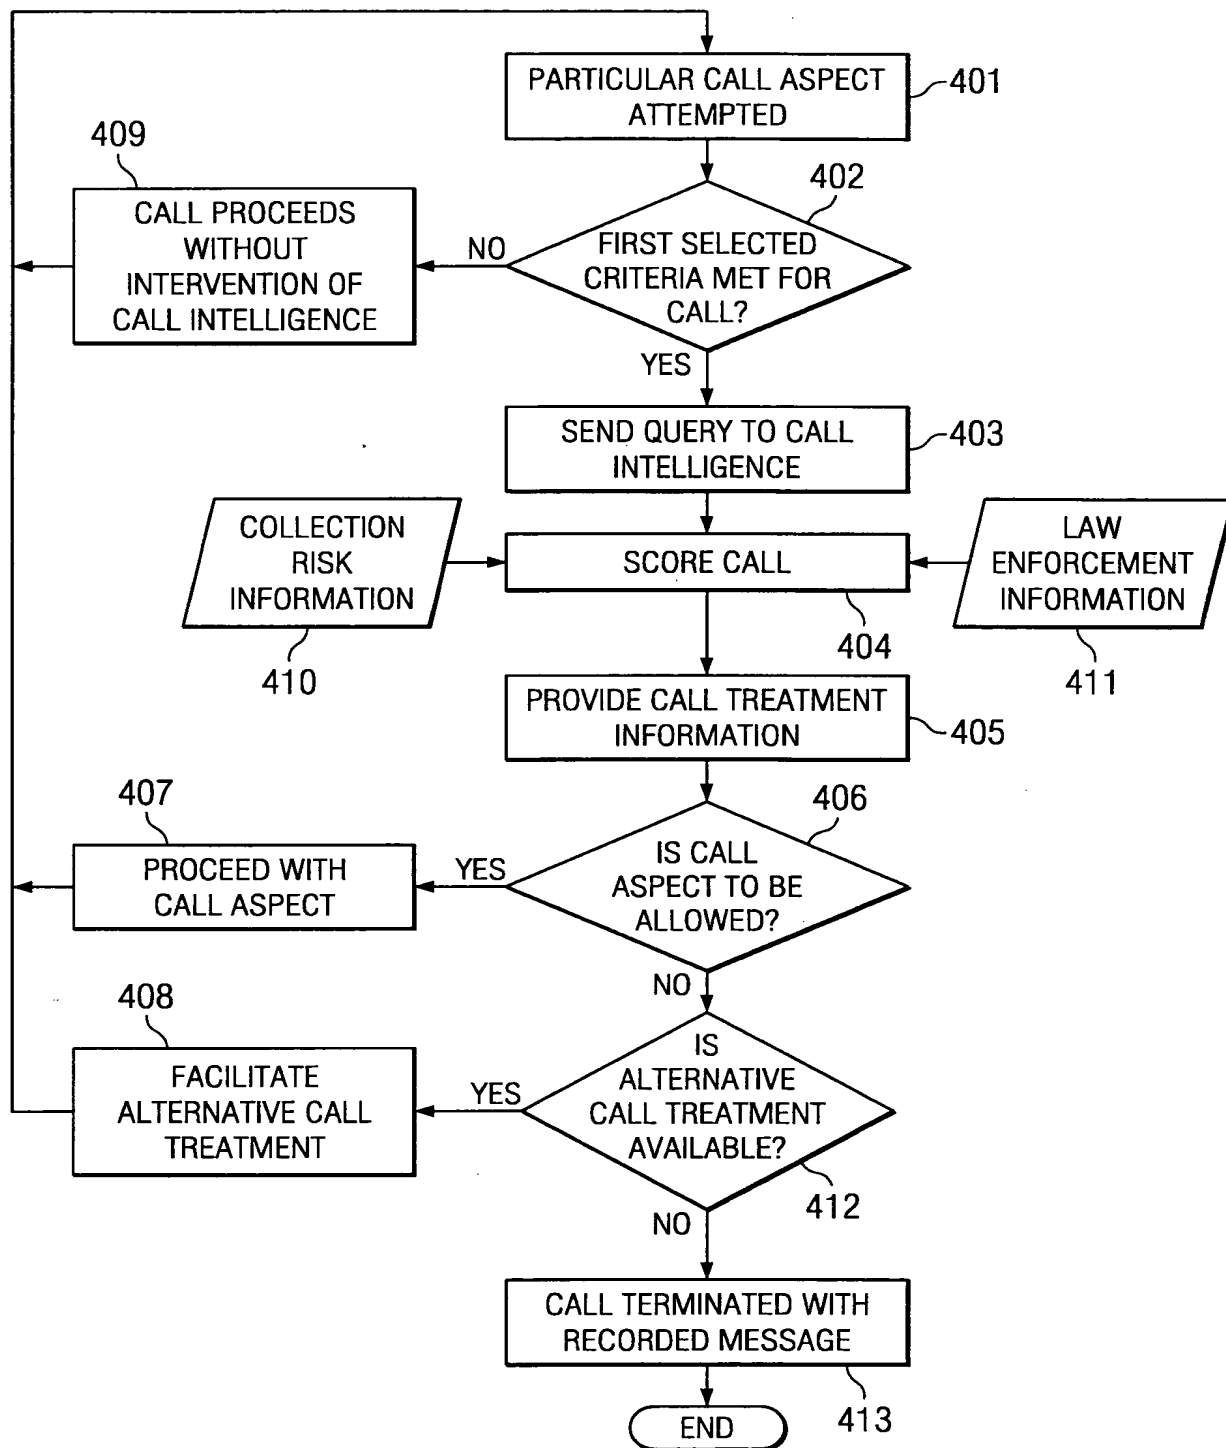 PARTICULAR CALL ASPECT
ATTEMPTED
401
409
CALL PROCEEDS
WITHOUT
INTERVENTION OF
CALL INTELLIGENCE
NO
402
FIRST SELECTED
CRITERIA MET FOR
CALL?
YES
SEND QUERY TO CALL
INTELLIGENCE
403
COLLECTION
RISK
INFORMATION
410
SCORE CALL
404
LAW
ENFORCEMENT
INFORMATION
411
PROVIDE CALL TREATMENT
INFORMATION
405
407
PROCEED WITH
CALL ASPECT
YES
406
IS CALL
ASPECT TO BE
ALLOWED?
NO
408
FACILITATE
ALTERNATIVE CALL
TREATMENT
YES
IS
ALTERNATIVE
CALL TREATMENT
AVAILABLE?
412
NO
CALL TERMINATED WITH
RECORDED MESSAGE
413
END